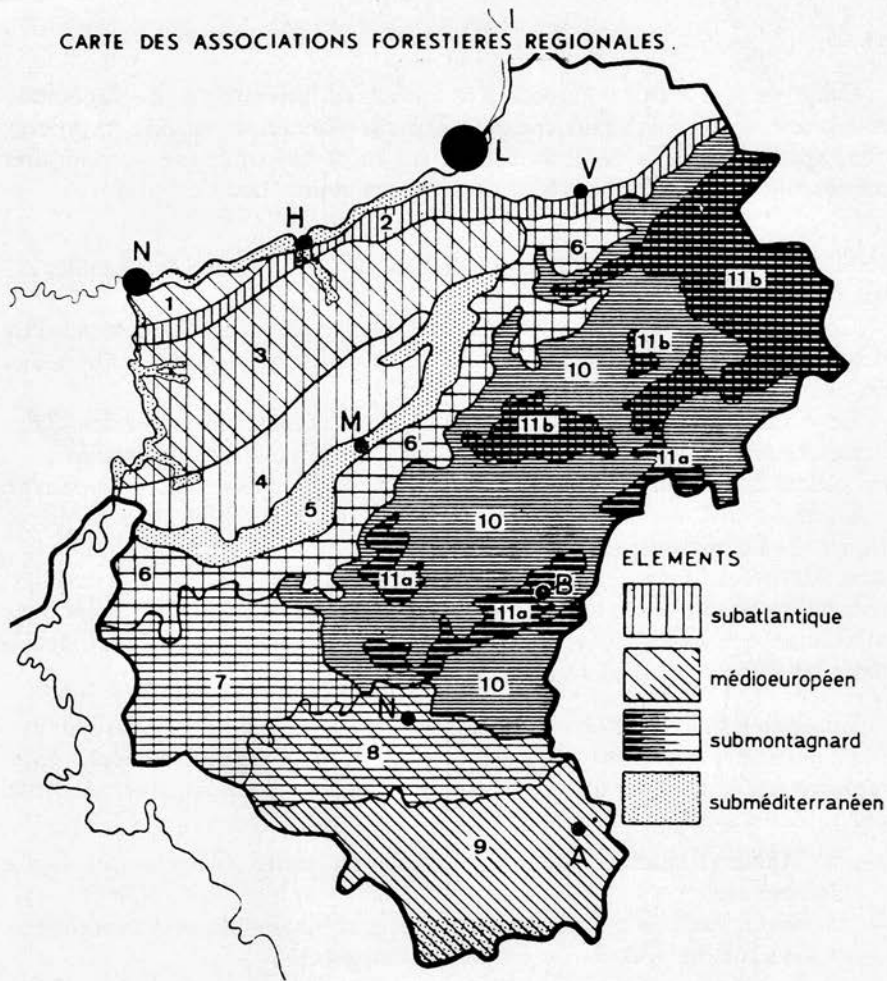 CARTE DES ASSOCIATIONS FORESTIERES REGIONALES.
L
V
2
H
6
N
1
11b
3
10
11b
M
6
11b
11a
4
5
10
6
11a
B
11a
7
10
N
8
9
A
ELEMENTS
subatlantique
médioeuropéen
submontagnard
subméditerranéen